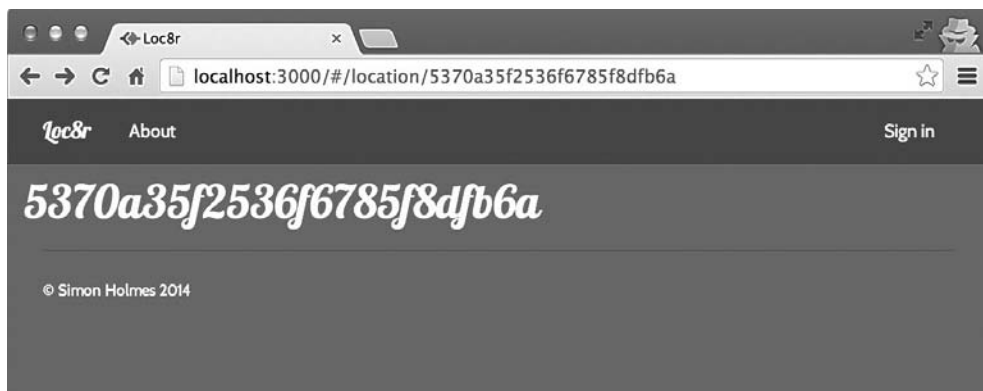 Loc8r
localhost:3000/#/location/5370a35f2536f6785f8dfb6a
Loc8r About Sign in
5370a35f2536f6785f8dfb6a
© Simon Holmes 2014